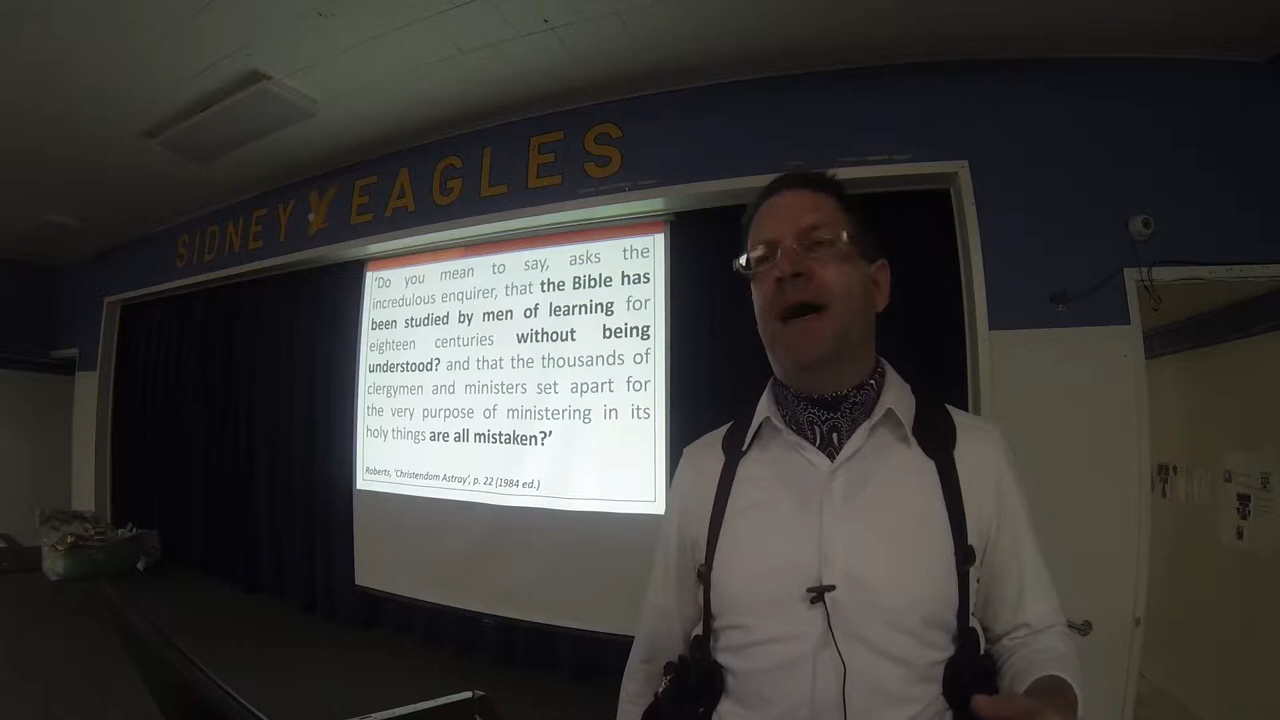 SIDNEY EAGLES
‘Do you mean to say, asks the
incredulous enquirer, that the Bible has
been studied by men of learning for
eighteen centuries without being
understood? and that the thousands of
clergymen and ministers set apart for
the very purpose of ministering in its
holy things are all mistaken?’
Roberts, ‘Christendom Astray’, p. 22 (1984 ed.)